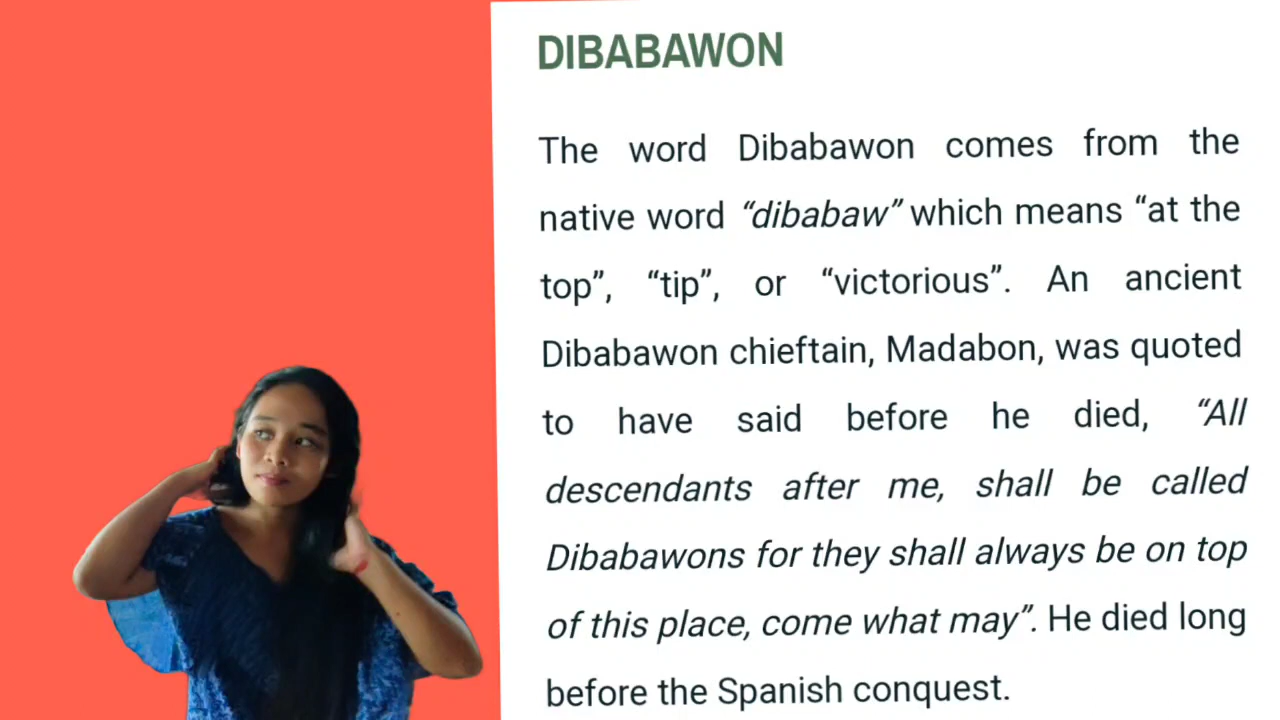 DIBABAWON
The word Dibabawon comes from the
native word “dibabaw” which means “at the
top”, “tip”, or “victorious”. An ancient
Dibabawon chieftain, Madabon, was quoted
to have said before he died, “All
descendants after me, shall be called
Dibabawons for they shall always be on top
of this place, come what may”. He died long
before the Spanish conquest.